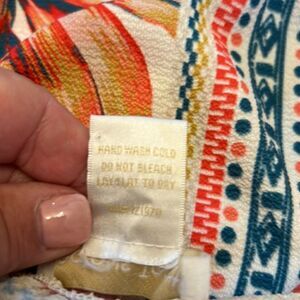 HAND WASH COLD
DO NOT BLEACH
LAY FLAT TO DRY